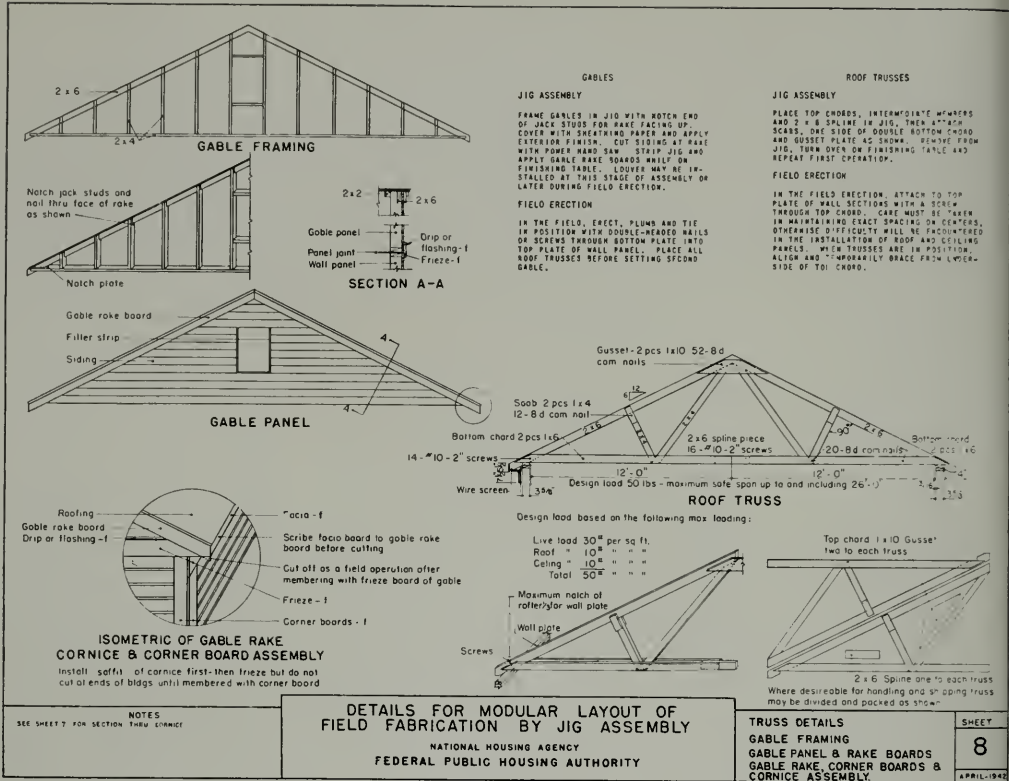 2 x 6
2 x 4
GABLE FRAMING
Notch jack studs and
nail thru face of rake
as shown
Notch plate
2x2
2x6
Gable panel
Panel joint
Wall panel
Drip or
flashing-f
Frieze-f
SECTION A-A
Gable rake board
Filler strip
Siding
4
4
GABLE PANEL
GABLES
JIG ASSEMBLY
FRAME GABLES IN JIG WITH NOTCH END
OF JACK STUDS FOR RAKE FACING UP.
COVER WITH SHEATHING PAPER AND APPLY
EXTERIOR FINISH. CUT SIDING AT RAKE
WITH POWER HAND SAW STRIP JIG AND
APPLY GABLE RAKE BOARDS WHILE ON
FINISHING TABLE. LOUVER MAY BE IN-
STALLED AT THIS STAGE OF ASSEMBLY OR
LATER DURING FIELD ERECTION.
FIELD ERECTION
IN THE FIELD, ERECT, PLUMB AND TIE
IN POSITION WITH DOUBLE-HEADED NAILS
OR SCREWS THROUGH BOTTOM PLATE INTO
TOP PLATE OF WALL PANEL. PLACE ALL
ROOF TRUSSES BEFORE SETTING SECOND
GABLE.
ROOF TRUSSES
JIG ASSEMBLY
PLACE TOP CHORDS, INTERMEDIATE MEMBERS
AND 2 x 6 SPLINE IN JIG, THEN ATTACH
SCABS, ONE SIDE OF DOUBLE BOTTOM CHORD
AND GUSSET PLATE AS SHOWN. REMOVE FROM
JIG, TURN OVER ON FINISHING TABLE AND
REPEAT FIRST OPERATION.
FIELD ERECTION
IN THE FIELD ERECTION, ATTACH TO TOP
PLATE OF WALL SECTIONS WITH A SCREW
THROUGH TOP CHORD. CARE MUST BE TAKEN
IN MAINTAINING EXACT SPACING ON CENTERS,
OTHERWISE DIFFICULTY WILL BE ENCOUNTERED
IN THE INSTALLATION OF ROOF AND CEILING
PANELS. WHEN TRUSSES ARE IN POSITION,
ALIGN AND TEMPORARILY BRACE FROM UNDER-
SIDE OF TOP CHORD.
Gusset-2 pcs 1x10 52-8d
com nails
12
6
Scab 2 pcs 1x4
12-8d com nail
Bottom chord 2 pcs 1x6
14-#10-2" screws
2x6
2x4
2x4
2x6 spline piece
16-#10-2" screws
90°
2x6
20-8d com nails
Bottom chord
2 pcs 1x6
12'-0"
12'-0"
Wire screen
3 5/8"
Design load 50 lbs - maximum safe span up to and including 26'-0"
ROOF TRUSS
Design load based on the following max loading:
Live load 30# per sq ft.
Roof " 10# " " "
Celing " 10# " " "
Total 50# " " "
Maximum notch of
rafter for wall plate
Wall plate
Screws
Top chord 1x10 Gusset
two to each truss
2 x 6 Spline one to each truss
Where desireable for handling and shipping truss
may be divided and packed as shown
Roofing
Gable rake board
Drip or flashing-f
Facia-f
Scribe facia board to gable rake
board before cutting
Cut off as a field operation after
membering with frieze board of gable
Frieze-f
Corner boards-f
ISOMETRIC OF GABLE RAKE
CORNICE & CORNER BOARD ASSEMBLY
Install soffit of cornice first-then frieze but do not
cut at ends of bldgs until membered with corner board
NOTES
SEE SHEET 7 FOR SECTION THRU CORNICE
DETAILS FOR MODULAR LAYOUT OF
FIELD FABRICATION BY JIG ASSEMBLY
NATIONAL HOUSING AGENCY
FEDERAL PUBLIC HOUSING AUTHORITY
TRUSS DETAILS
GABLE FRAMING
GABLE PANEL & RAKE BOARDS
GABLE RAKE, CORNER BOARDS &
CORNICE ASSEMBLY.
SHEET
8
APRIL-1942